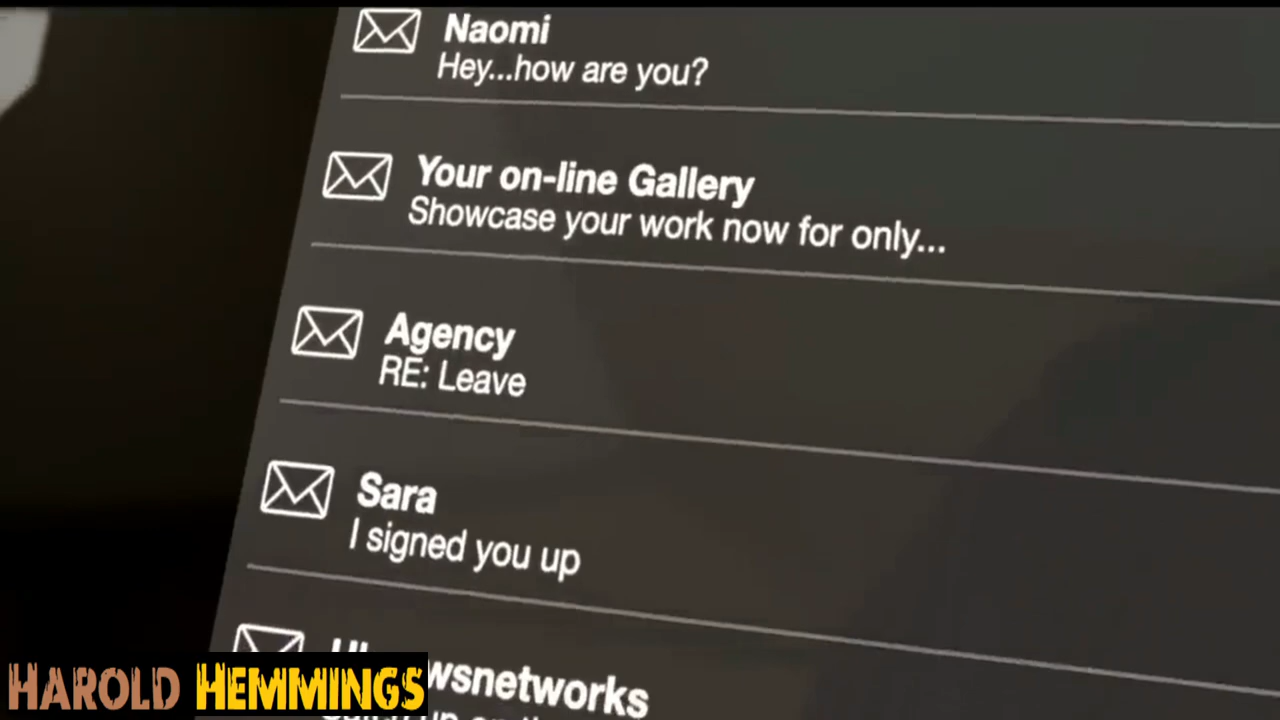 Naomi
Hey...how are you?
Your on-line Gallery
Showcase your work now for only...
Agency
RE: Leave
Sara
I signed you up
HAROLD HEMMINGS